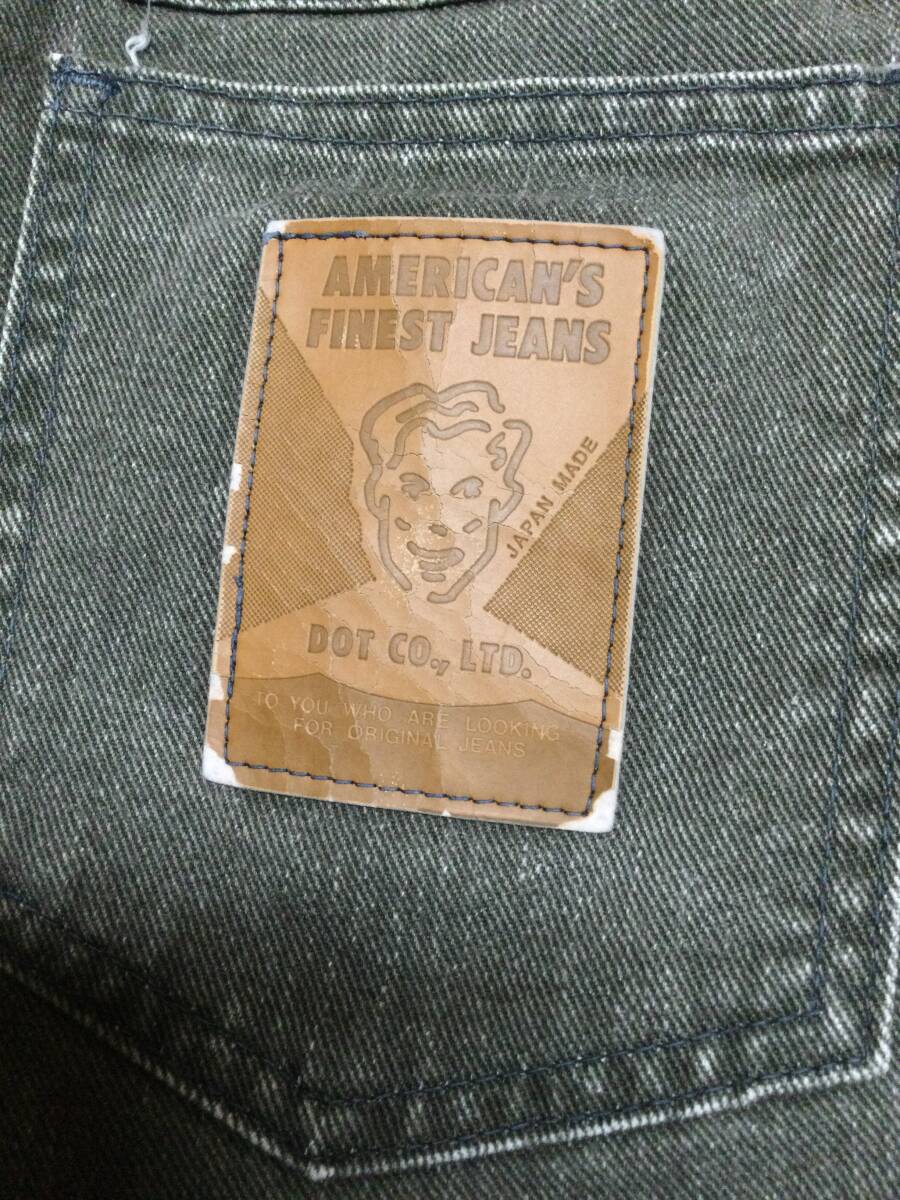 AMERICAN'S
FINEST JEANS
JAPAN MADE
DOT CO., LTD.
TO YOU WHO ARE LOOKING
FOR ORIGINAL JEANS